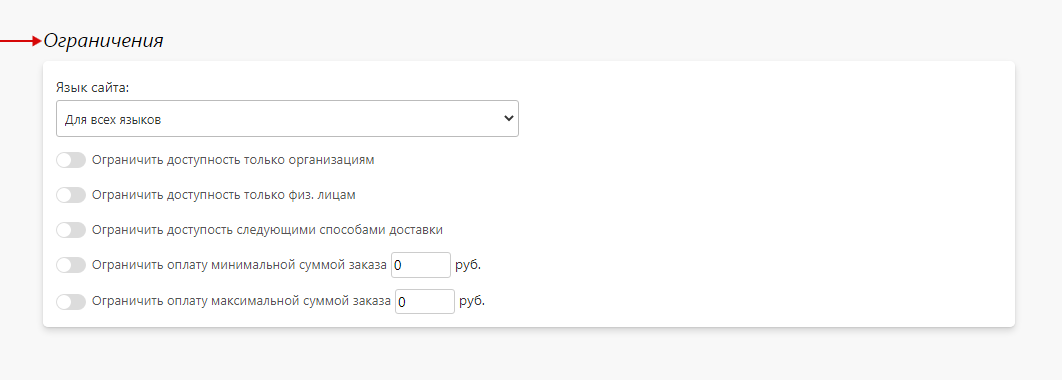 Ограничения
Язык сайта:
Для всех языков
Ограничить доступность только организациям
Ограничить доступность только физ. лицам
Ограничить доступость следующими способами доставки
Ограничить оплату минимальной суммой заказа 0 руб.
Ограничить оплату максимальной суммой заказа 0 руб.